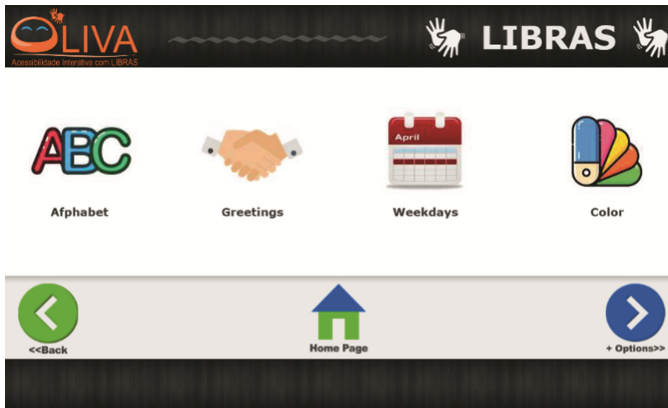 OLIVA
Acessibilidade Interativa com LIBRAS
LIBRAS
ABC
April
Afphabet
Greetings
Weekdays
Color
<<Back
Home Page
+ Options>>